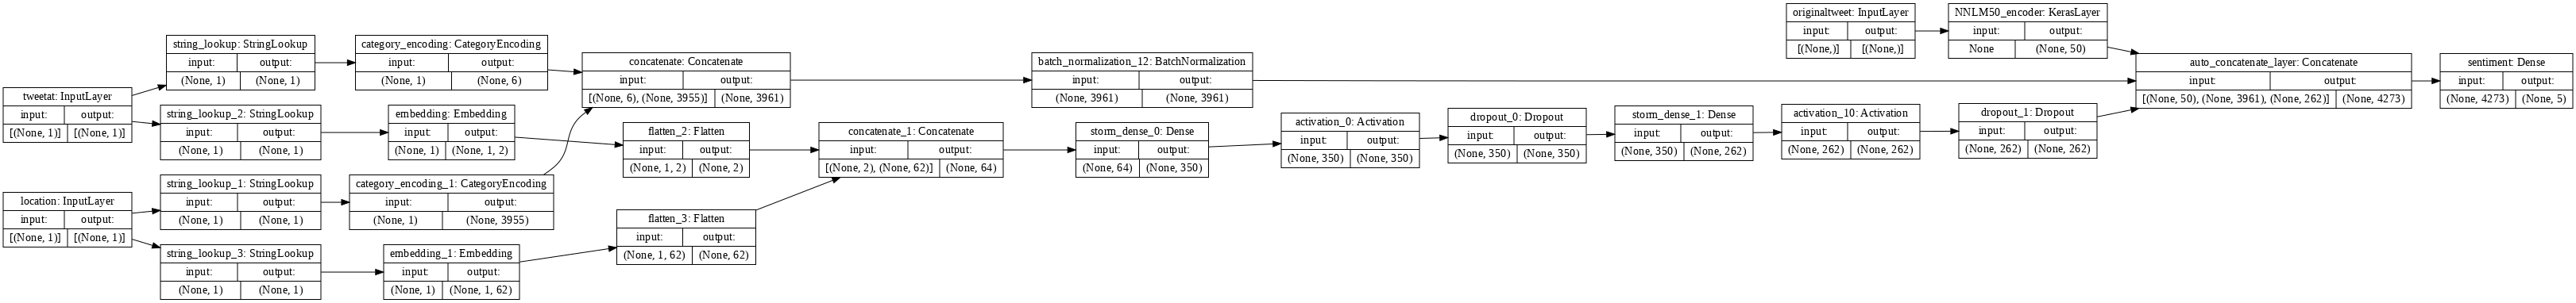 originaltweet: InputLayer
input: output:
[(None,)] [(None,)]
NNLM50_encoder: KerasLayer
input: output:
None (None, 50)
string_lookup: StringLookup
input: output:
(None, 1) (None, 1)
category_encoding: CategoryEncoding
input: output:
(None, 1) (None, 6)
concatenate: Concatenate
input: output:
[(None, 6), (None, 3955)] (None, 3961)
batch_normalization_12: BatchNormalization
input: output:
(None, 3961) (None, 3961)
auto_concatenate_layer: Concatenate
input: output:
[(None, 50), (None, 3961), (None, 262)] (None, 4273)
sentiment: Dense
input: output:
(None, 4273) (None, 5)
tweetat: InputLayer
input: output:
[(None, 1)] [(None, 1)]
string_lookup_2: StringLookup
input: output:
(None, 1) (None, 1)
embedding: Embedding
input: output:
(None, 1) (None, 1, 2)
flatten_2: Flatten
input: output:
(None, 1, 2) (None, 2)
concatenate_1: Concatenate
input: output:
[(None, 2), (None, 62)] (None, 64)
storm_dense_0: Dense
input: output:
(None, 64) (None, 350)
activation_0: Activation
input: output:
(None, 350) (None, 350)
dropout_0: Dropout
input: output:
(None, 350) (None, 350)
storm_dense_1: Dense
input: output:
(None, 350) (None, 262)
activation_10: Activation
input: output:
(None, 262) (None, 262)
dropout_1: Dropout
input: output:
(None, 262) (None, 262)
location: InputLayer
input: output:
[(None, 1)] [(None, 1)]
string_lookup_1: StringLookup
input: output:
(None, 1) (None, 1)
category_encoding_1: CategoryEncoding
input: output:
(None, 1) (None, 3955)
flatten_3: Flatten
input: output:
(None, 1, 62) (None, 62)
string_lookup_3: StringLookup
input: output:
(None, 1) (None, 1)
embedding_1: Embedding
input: output:
(None, 1) (None, 1, 62)